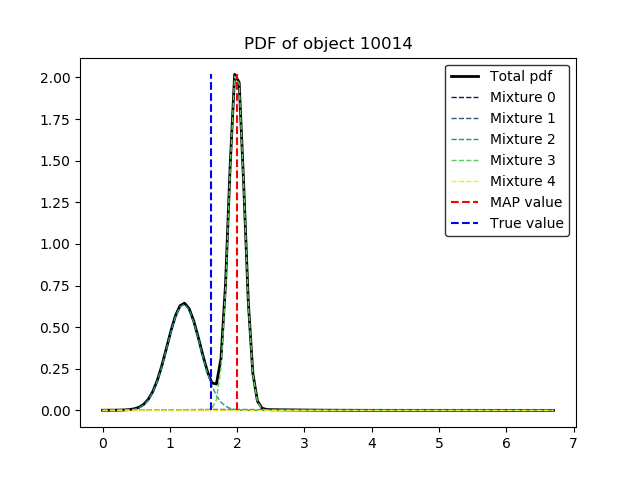 PDF of object 10014
Total pdf
Mixture 0
Mixture 1
Mixture 2
Mixture 3
Mixture 4
MAP value
True value
2.00
1.75
1.50
1.25
1.00
0.75
0.50
0.25
0.00
0 1 2 3 4 5 6 7